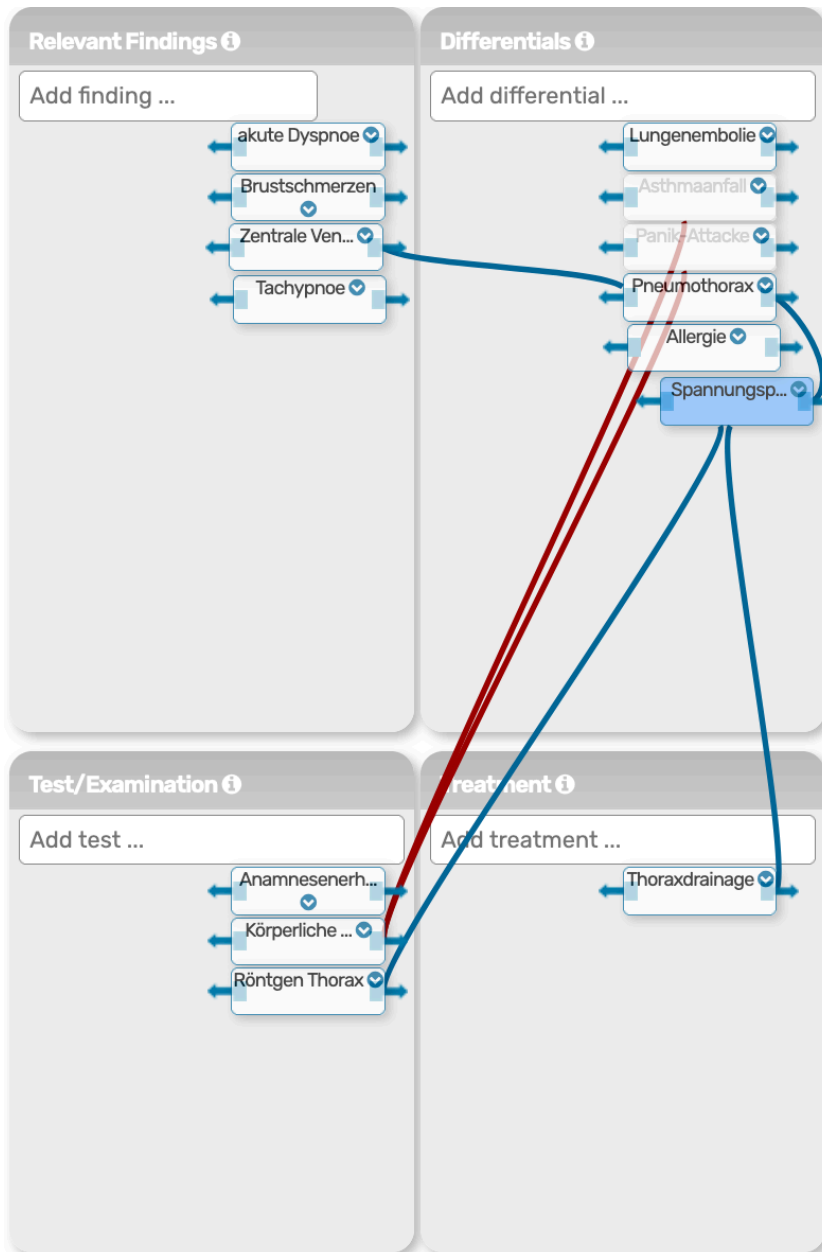 Relevant Findings
Add finding ...
akute Dyspnoe
Brustschmerzen
Zentrale Ven...
Tachypnoe
Differentials
Add differential ...
Lungenembolie
Asthmaanfall
Panik-Attacke
Pneumothorax
Allergie
Spannungsp...
Test/Examination
Add test ...
Anamnesenerh...
Körperliche ...
Röntgen Thorax
Treatment
Add treatment ...
Thoraxdrainage